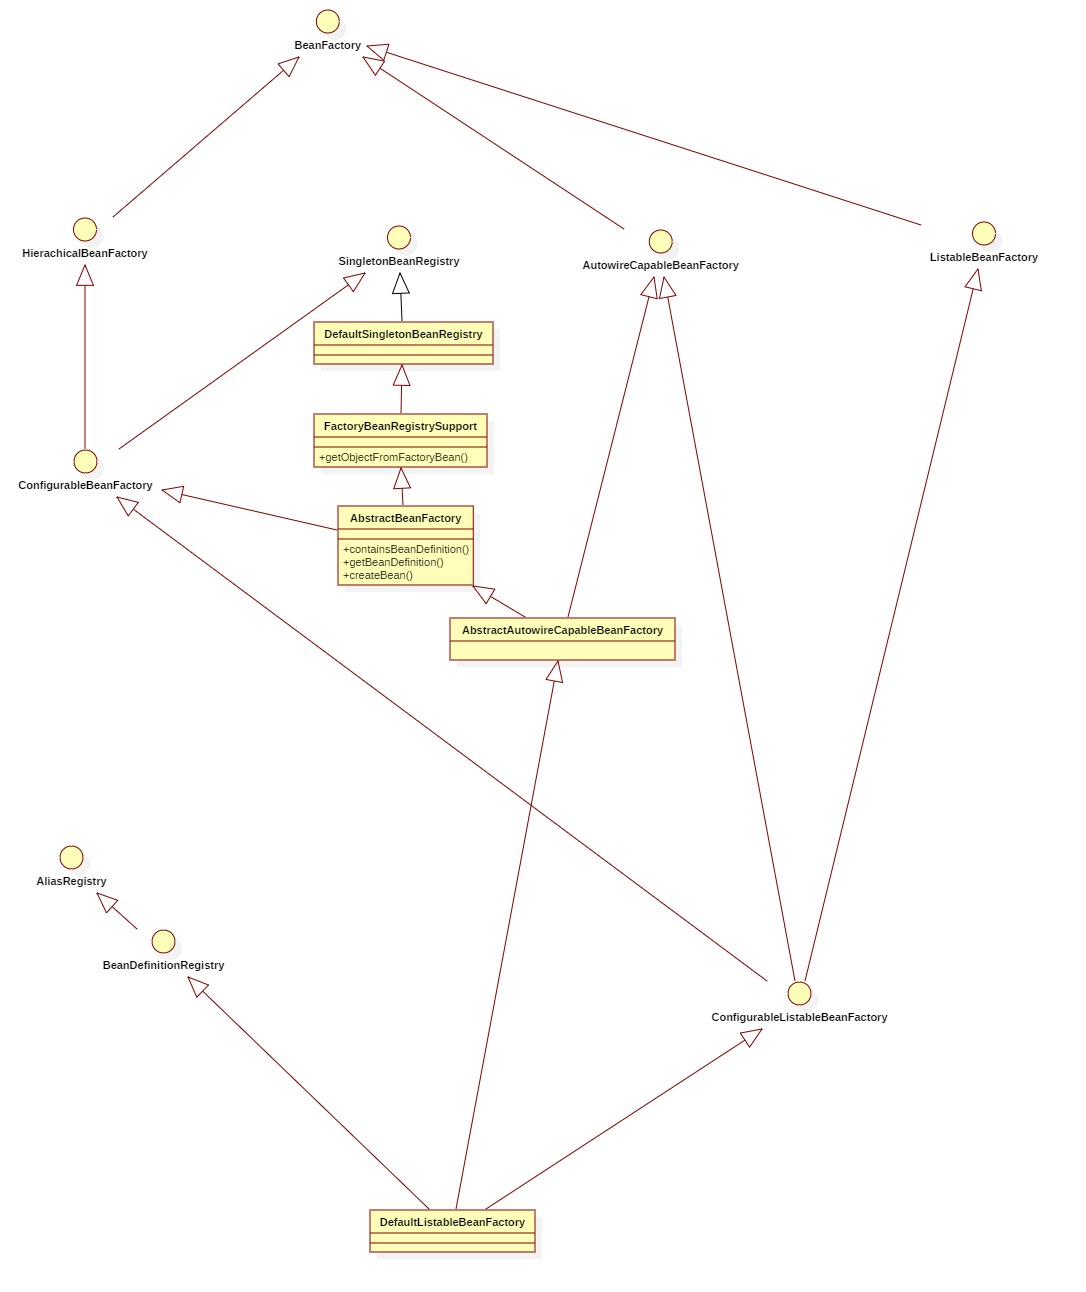 BeanFactory
HierachicalBeanFactory
SingletonBeanRegistry
AutowireCapableBeanFactory
ListableBeanFactory
DefaultSingletonBeanRegistry
FactoryBeanRegistrySupport
+getObjectFromFactoryBean()
ConfigurableBeanFactory
AbstractBeanFactory
+containsBeanDefinition()
+getBeanDefinition()
+createBean()
AbstractAutowireCapableBeanFactory
AliasRegistry
BeanDefinitionRegistry
ConfigurableListableBeanFactory
DefaultListableBeanFactory